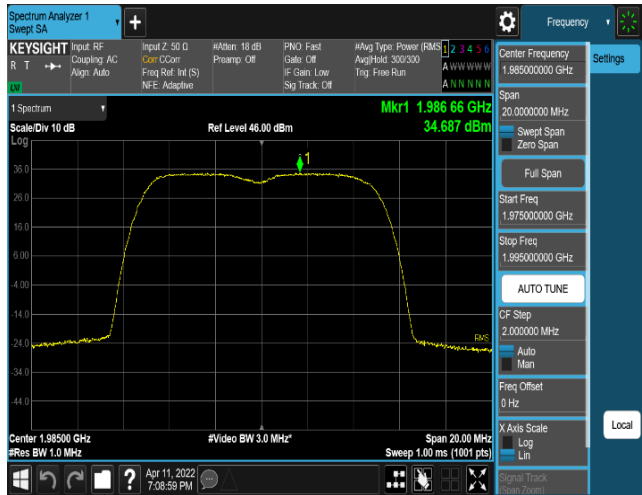 Spectrum Analyzer 1
Swept SA
+
Frequency
KEYSIGHT
R T
Input: RF
Coupling: AC
Align: Auto
Input Z: 50 Ω
Corr CCorr
Freq Ref: Int (S)
NFE: Adaptive
#Atten: 18 dB
Preamp: Off
PNO: Fast
Gate: Off
IF Gain: Low
Sig Track: Off
#Avg Type: Power (RMS
Avg|Hold: 300/300
Trig: Free Run
1 2 3 4 5 6
A W W W W W
A N N N N N
1 Spectrum
Scale/Div 10 dB
Log
Ref Level 46.00 dBm
Mkr1 1.986 66 GHz
34.687 dBm
1
36.0
26.0
16.0
6.00
-4.00
-14.0
-24.0
-34.0
-44.0
RMS
Center 1.98500 GHz
#Res BW 1.0 MHz
#Video BW 3.0 MHz*
Span 20.00 MHz
Sweep 1.00 ms (1001 pts)
?
Apr 11, 2022
7:08:59 PM
Center Frequency
1.985000000 GHz
Settings
Span
20.0000000 MHz
Swept Span
Zero Span
Full Span
Start Freq
1.975000000 GHz
Stop Freq
1.995000000 GHz
AUTO TUNE
CF Step
2.000000 MHz
Auto
Man
Freq Offset
0 Hz
X Axis Scale
Log
Lin
Local
Signal Track
(Span Zoom)